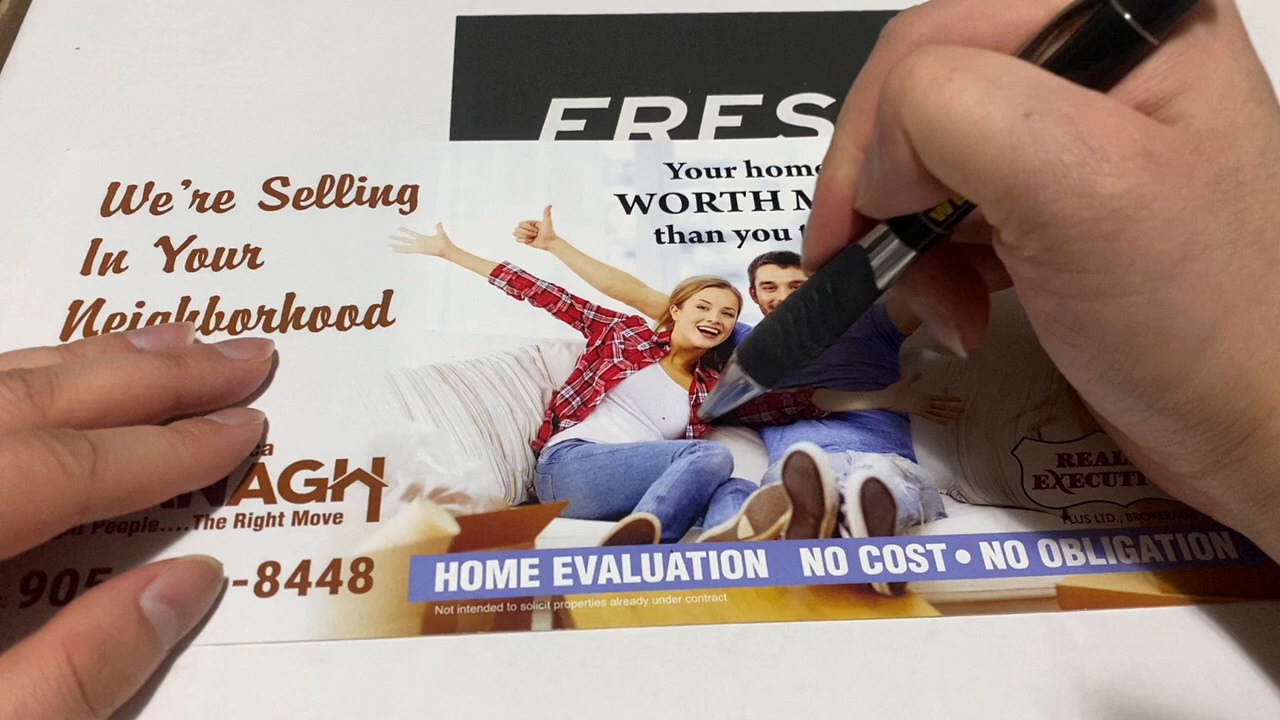 FRES
We're Selling
In Your
Neighborhood
Your home
WORTH M
than you t
NAGH
People....The Right Move
905
-8448
REAL
EXECUTI
PLUS LTD., BROKERA
HOME EVALUATION NO COST • NO OBLIGATION
Not intended to solicit properties already under contract